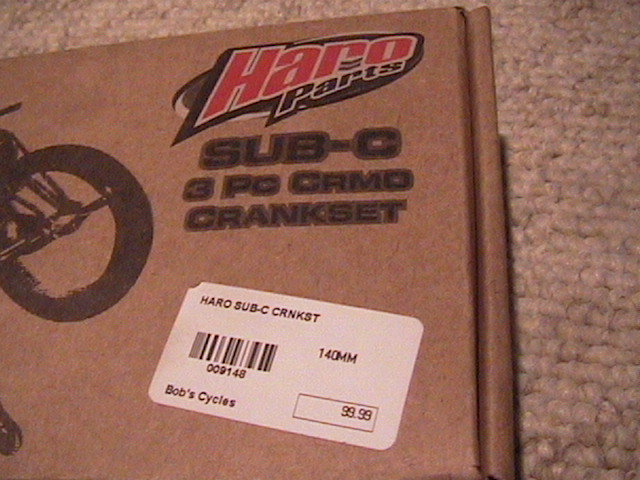 Haro
Parts
SUB-C
3 PC CRMO
CRANKSET
HARO SUB-C CRNKST
140MM
009148
Bob's Cycles
99.99